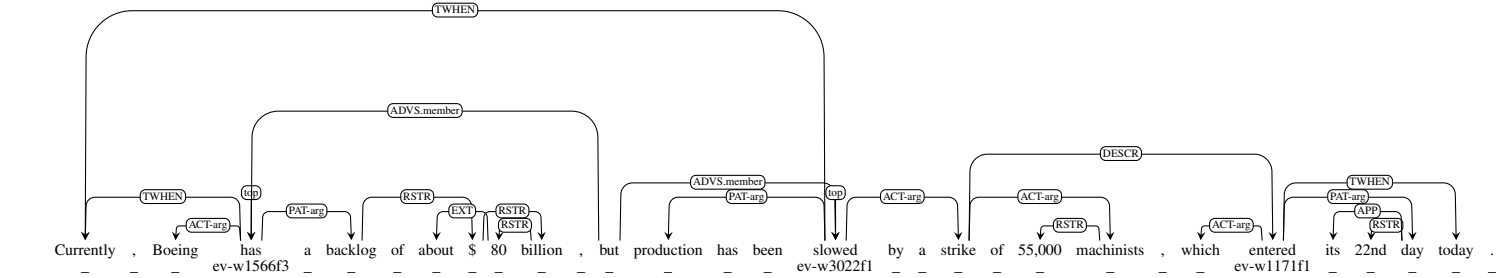 TWHEN
ADVS.member
DESCR
ADVS.member TWHEN
TWHEN top RSTR PAT-arg top ACT-arg ACT-arg PAT-arg
PAT-arg EXT RSTR APP
ACT-arg RSTR RSTR ACT-arg RSTR
Currently , Boeing has a backlog of about $ 80 billion , but production has been slowed by a strike of 55,000 machinists , which entered its 22nd day today .
_ _ _ ev-w1566f3 _ _ _ _ _ _ _ _ _ _ _ _ ev-w3022f1 _ _ _ _ _ _ _ _ ev-w1171f1 _ _ _ _ _